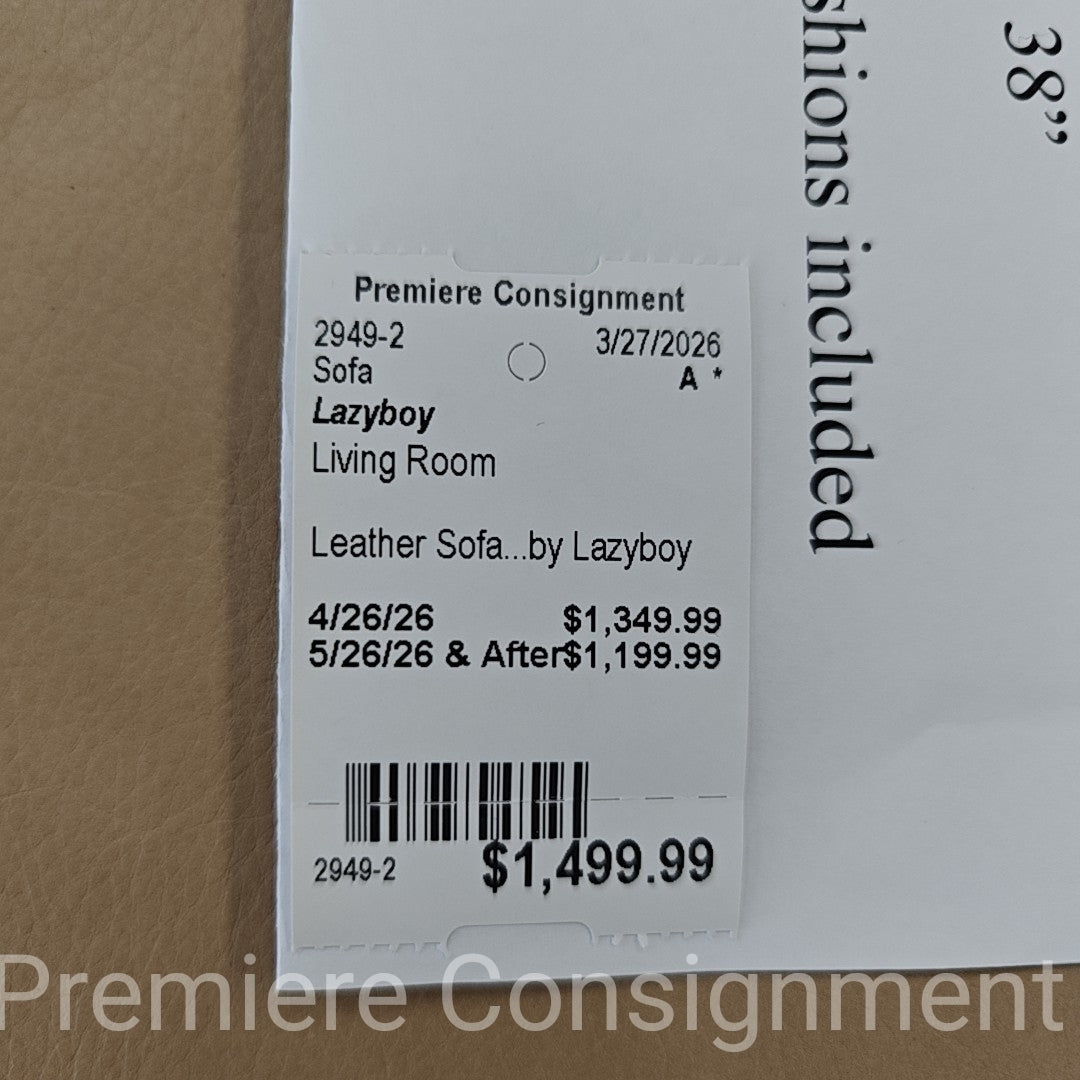 38”
shions included
Premiere Consignment
2949-2 3/27/2026
Sofa A *
Lazyboy
Living Room
Leather Sofa...by Lazyboy
4/26/26 $1,349.99
5/26/26 & After$1,199.99
2949-2 $1,499.99
Premiere Consignment